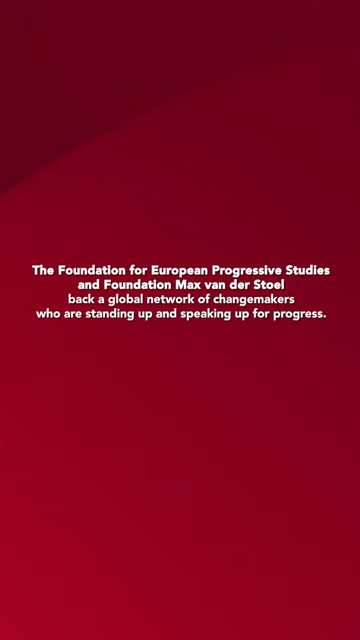 The Foundation for European Progressive Studies
and Foundation Max van der Stoel
back a global network of changemakers
who are standing up and speaking up for progress.